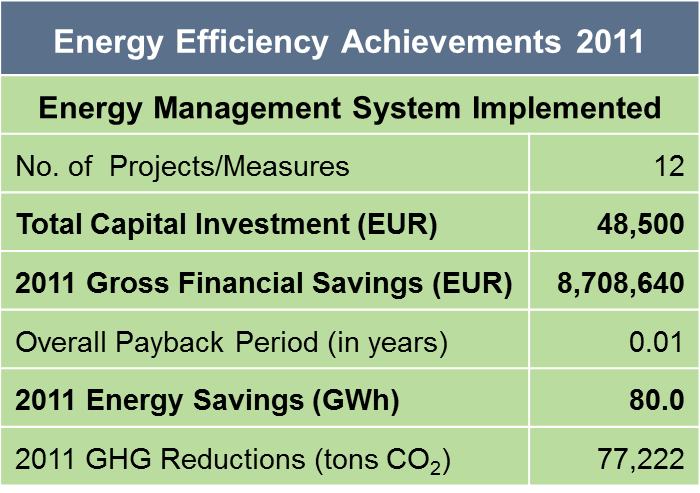 Energy Efficiency Achievements 2011
Energy Management System Implemented
No. of Projects/Measures 12
Total Capital Investment (EUR) 48,500
2011 Gross Financial Savings (EUR) 8,708,640
Overall Payback Period (in years) 0.01
2011 Energy Savings (GWh) 80.0
2011 GHG Reductions (tons CO₂) 77,222